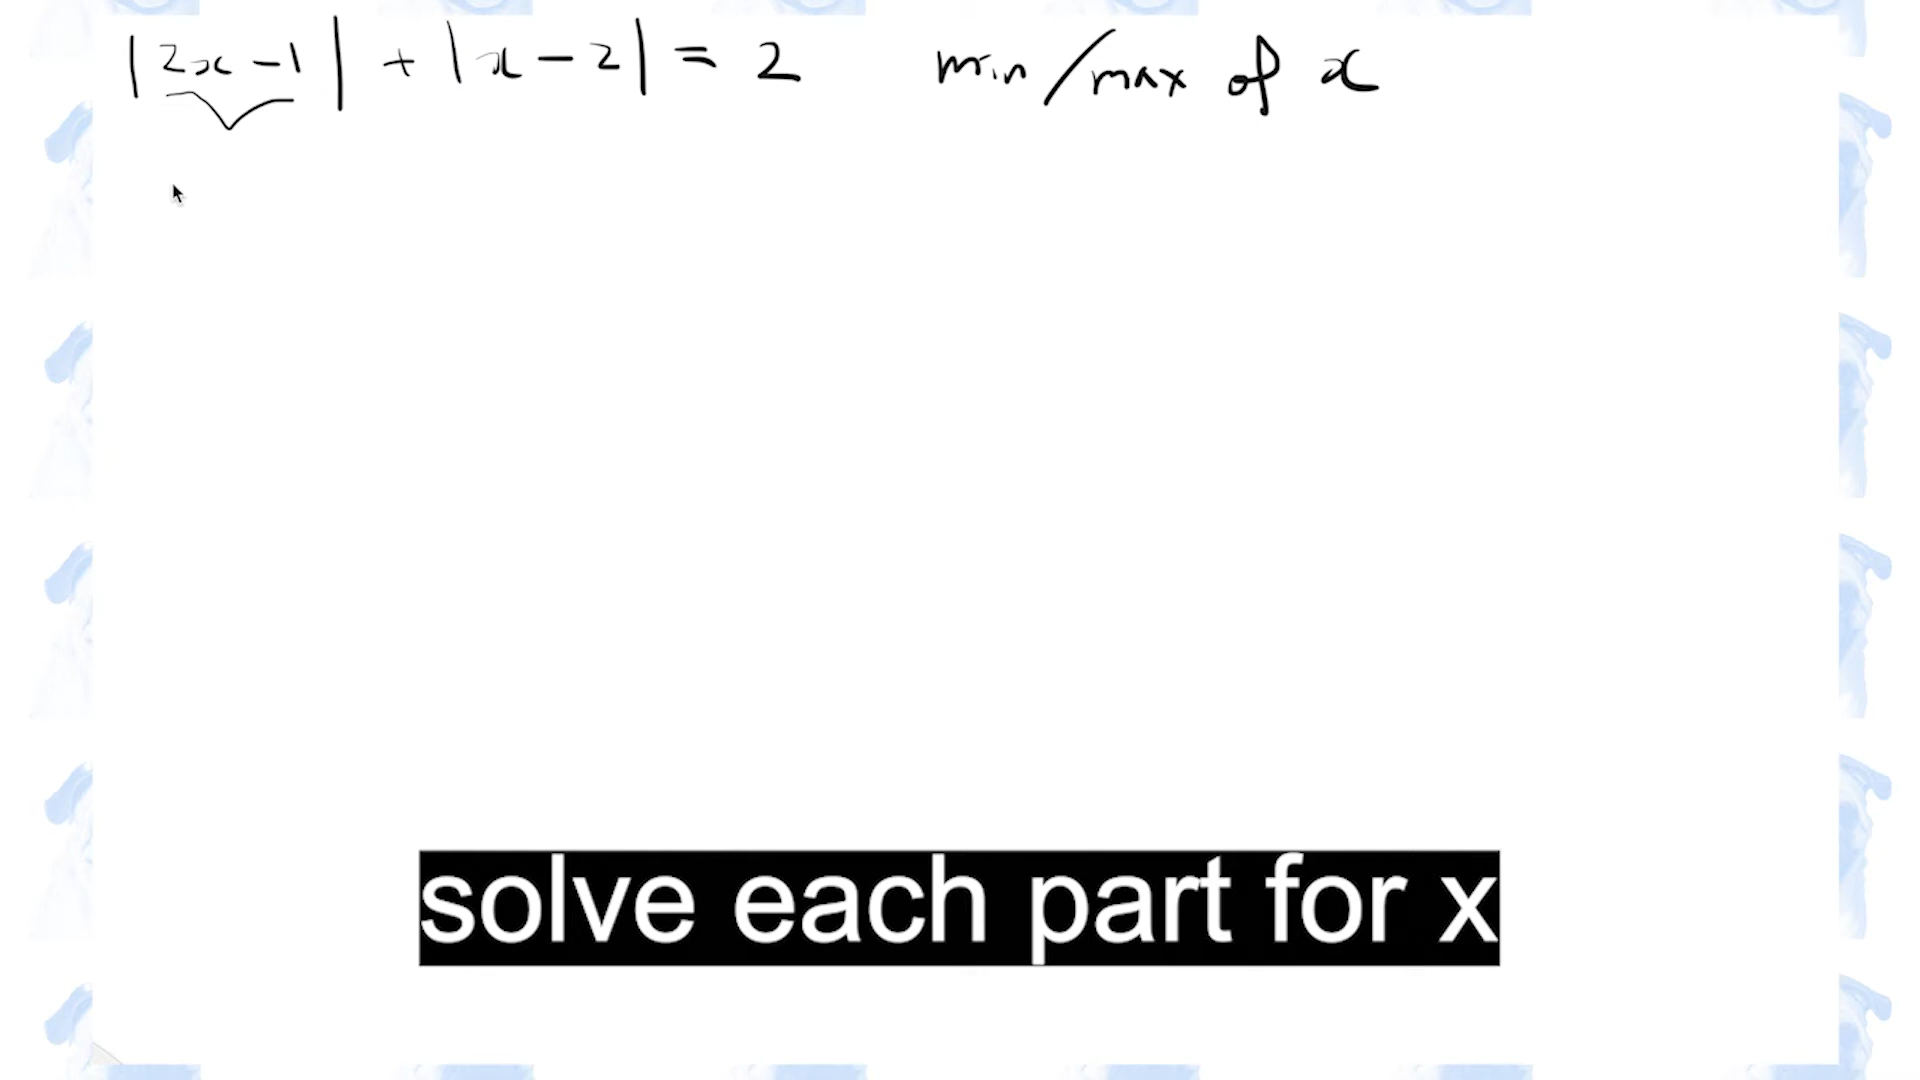 |2x-1| + |x-2| = 2 min/max of x
solve each part for x